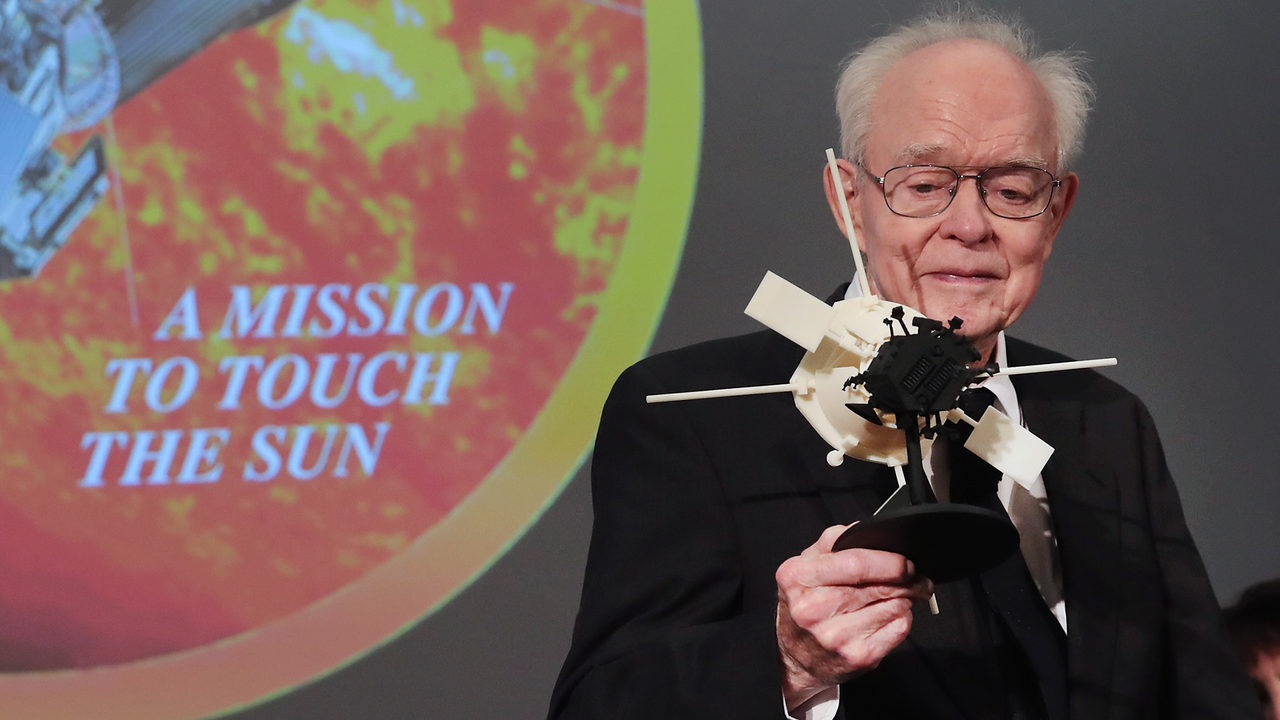 A MISSION
TO TOUCH
THE SUN